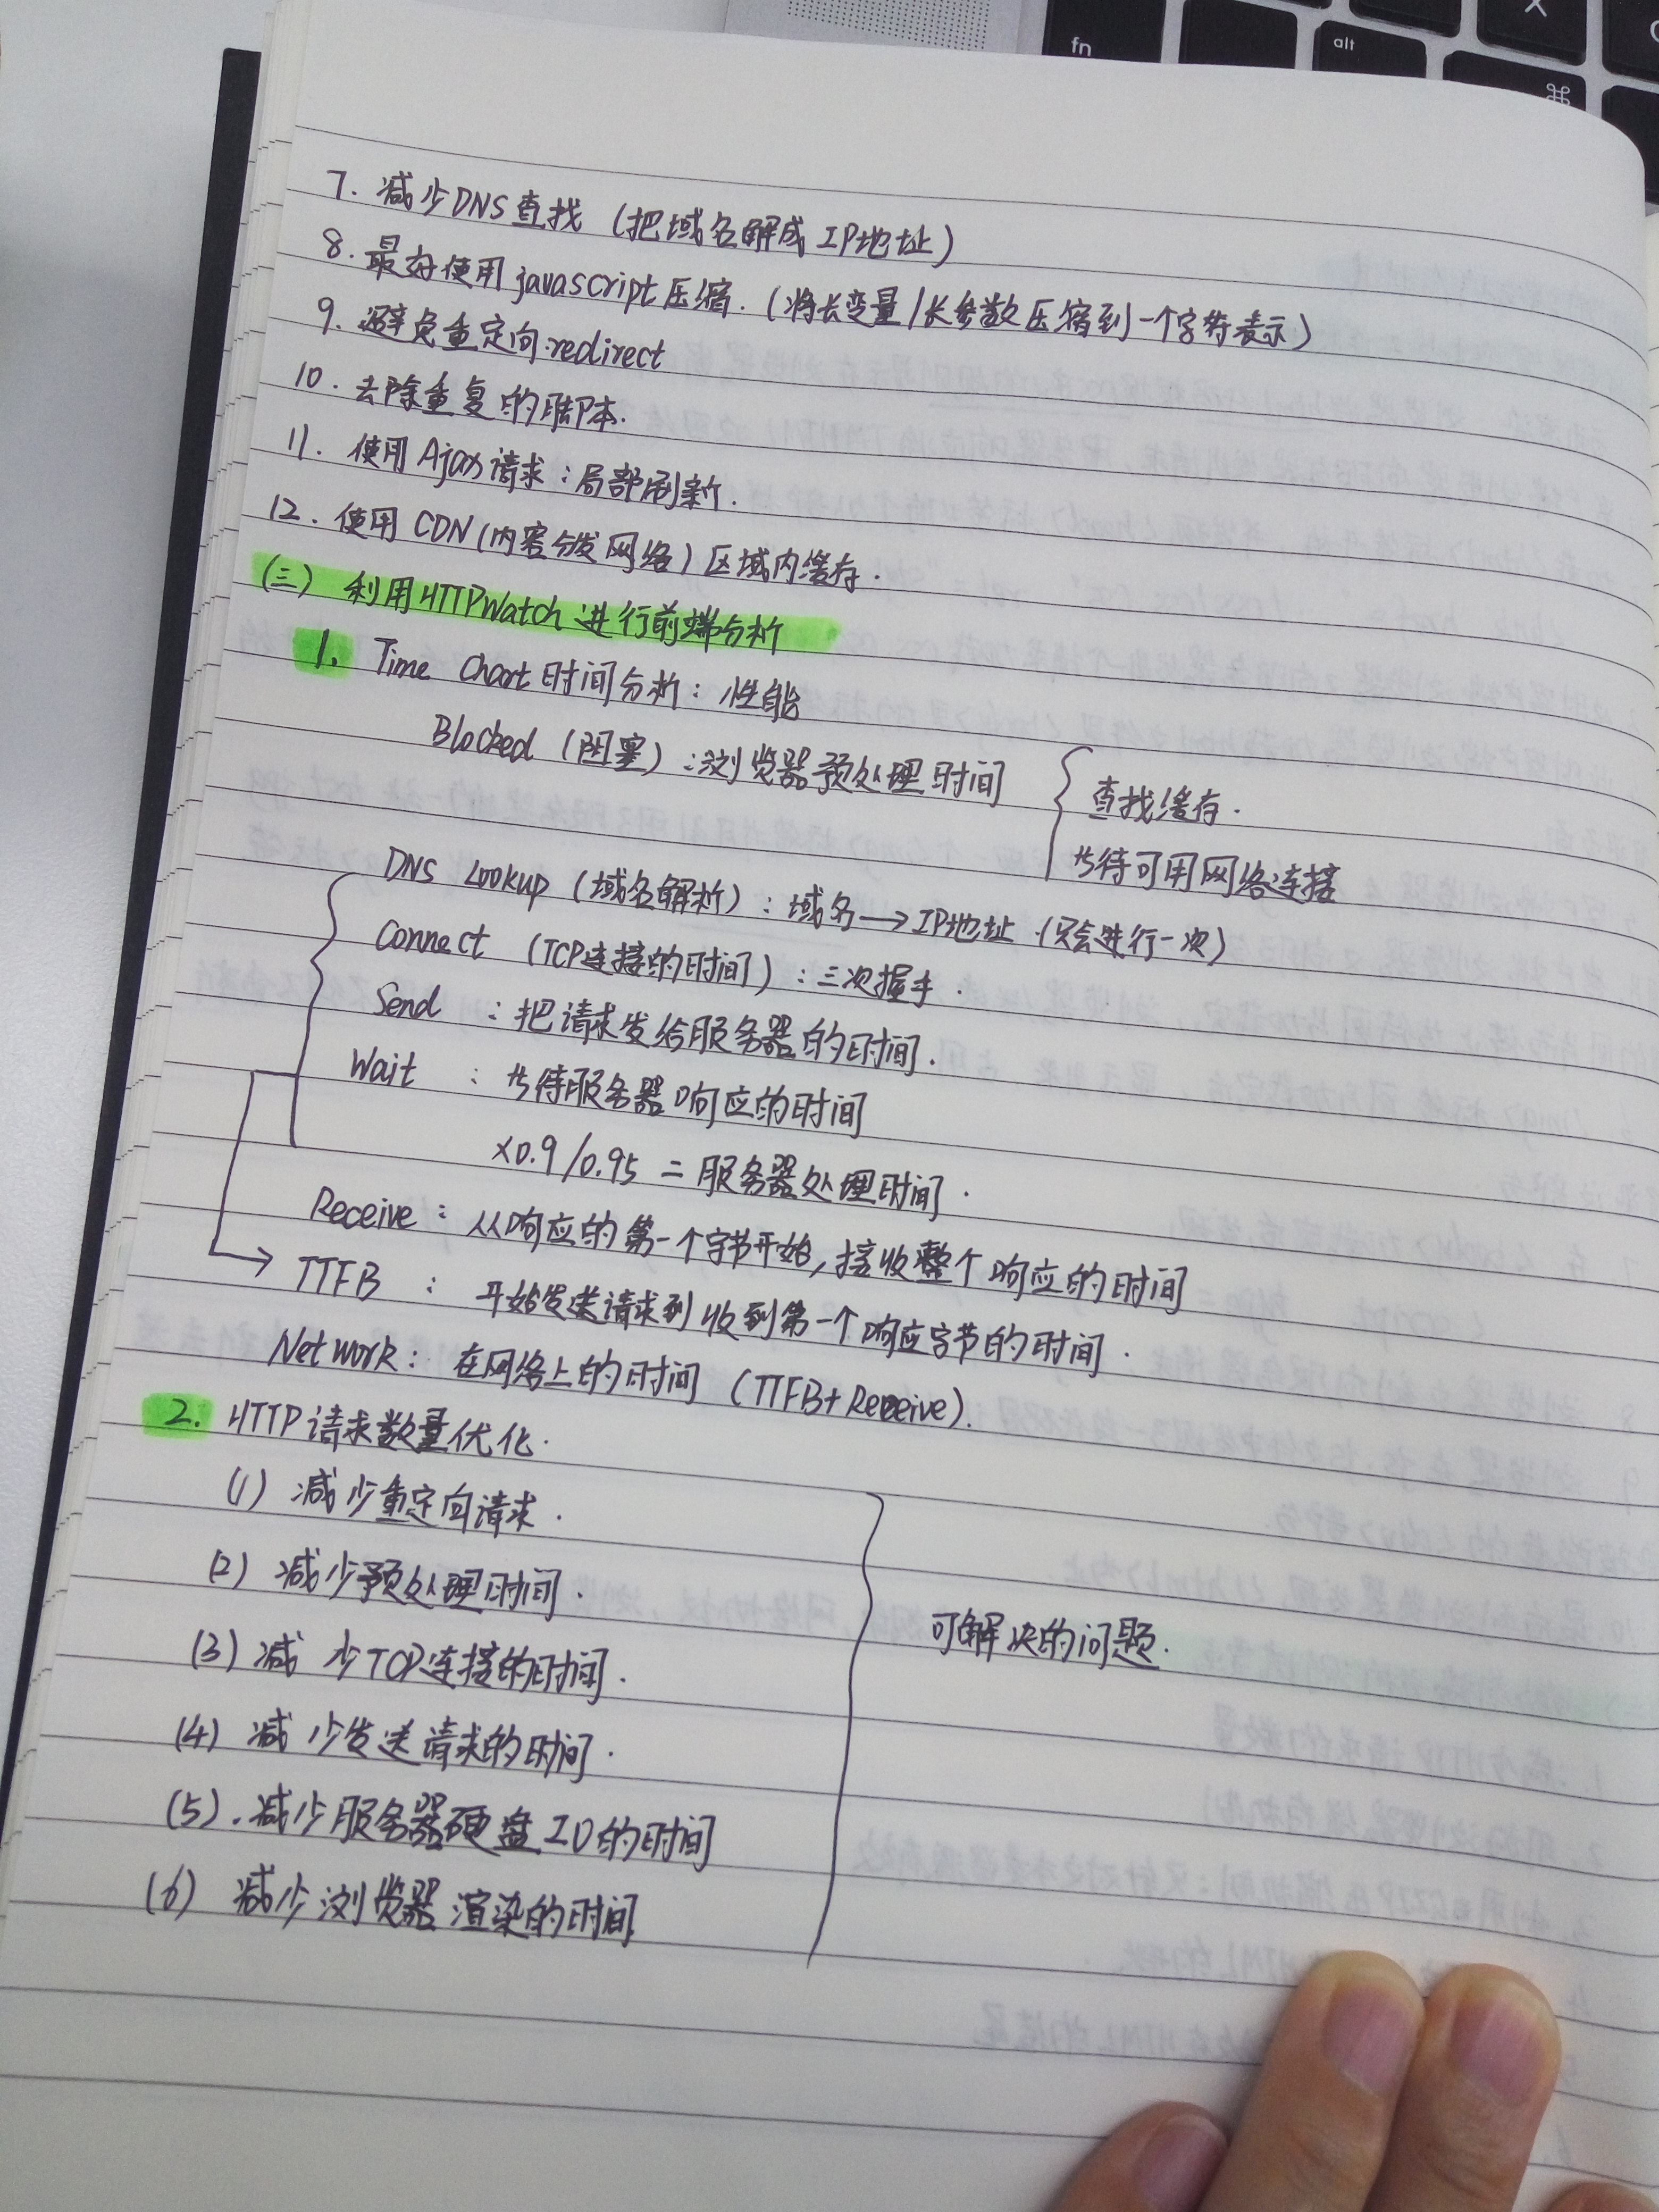 fn
alt
X
⌘
7. 减少DNS查找 (把域名解成IP地址)
8. 最好使用javascript压缩. (将长变量/长参数压缩到一个字符表示)
9. 避免重定向:redirect
10. 去除重复的脚本.
11. 使用Ajax请求:局部刷新.
12. 使用CDN(内容分发网络)区域内缓存.
(三) 利用HTTPWatch进行前端分析
1. Time Chart时间分析: 性能
Blocked (阻塞):浏览器预处理时间
查找缓存.
等待可用网络连接
DNS Lookup (域名解析): 域名→IP地址.(只会进行一次)
Connect (TCP连接的时间): 三次握手.
Send : 把请求发给服务器的时间.
Wait : 等待服务器响应的时间
×0.9/0.95 = 服务器处理时间.
Receive: 从响应的第一个字节开始,接收整个响应的时间
TTFB : 开始发送请求到收到第一个响应字节的时间.
Network: 在网络上的时间 (TTFB+Receive).
2. HTTP请求数量优化.
(1) 减少重定向请求.
(2) 减少预处理时间.
(3) 减少TCP连接的时间.
可解决的问题.
(4) 减少发送请求的时间.
(5).减少服务器硬盘IO的时间
(6) 减少浏览器渲染的时间